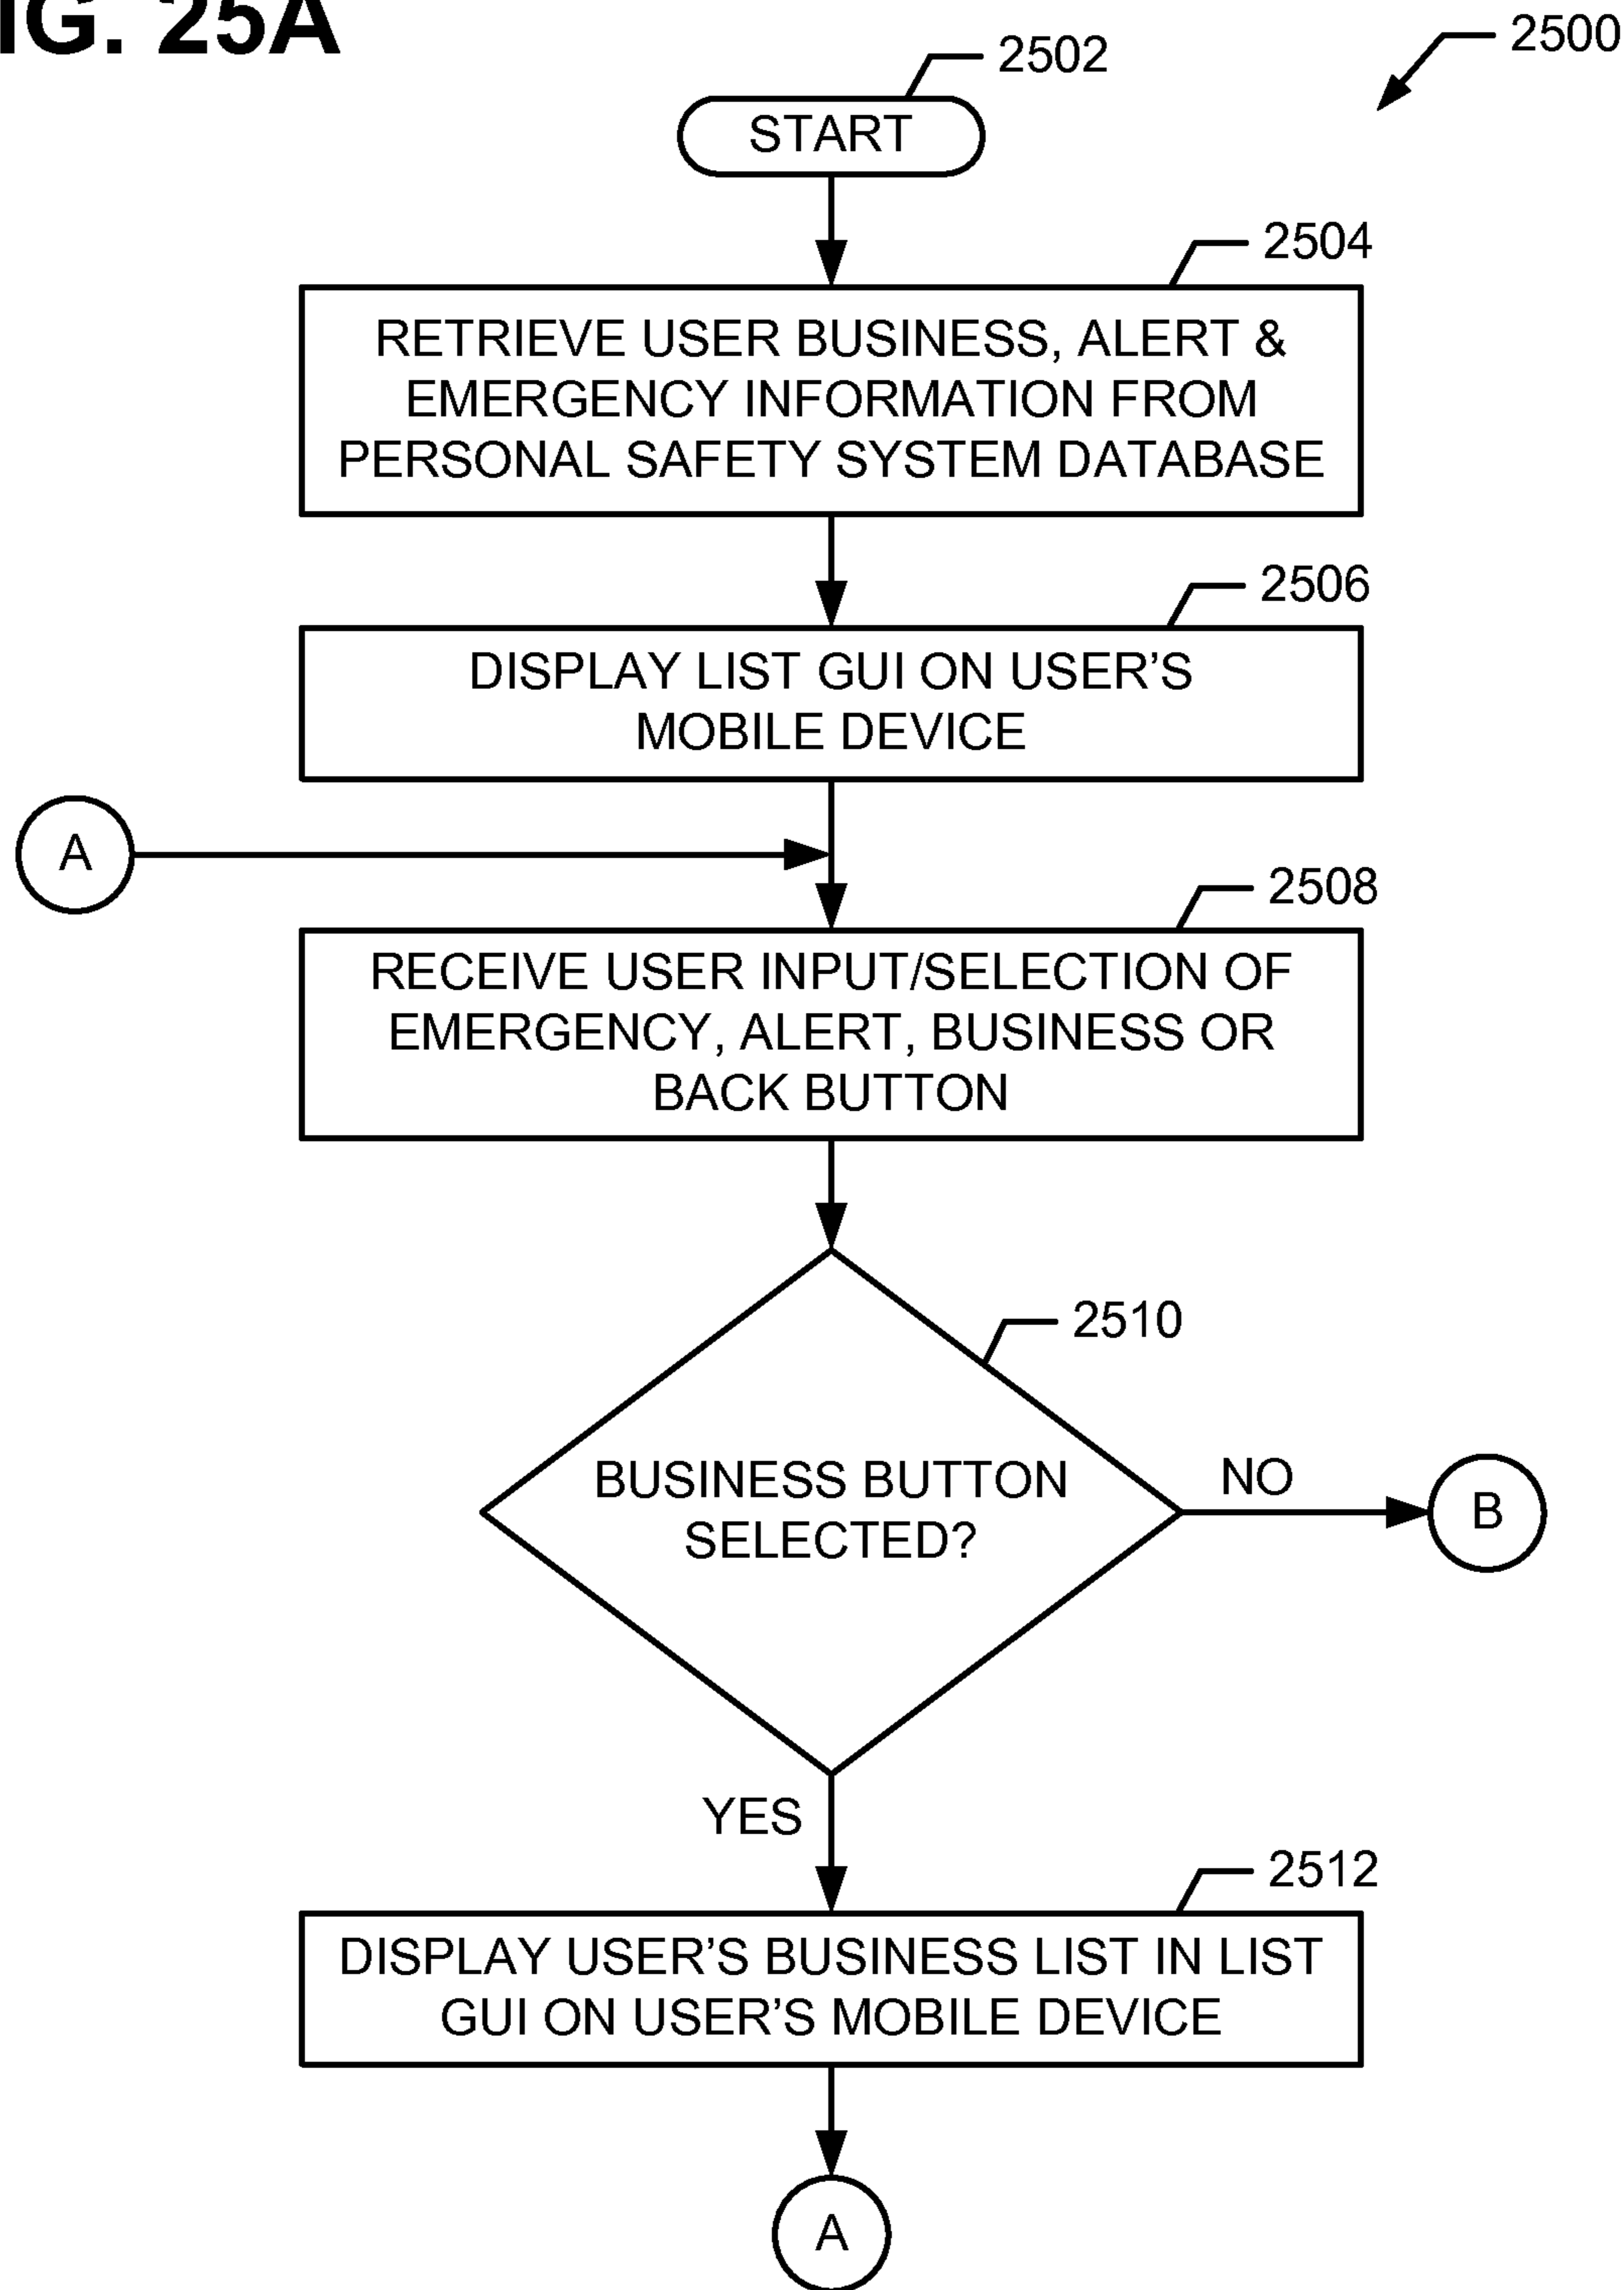 IG. 25A
2500
2502
START
2504
RETRIEVE USER BUSINESS, ALERT &
EMERGENCY INFORMATION FROM
PERSONAL SAFETY SYSTEM DATABASE
2506
DISPLAY LIST GUI ON USER'S
MOBILE DEVICE
A
2508
RECEIVE USER INPUT/SELECTION OF
EMERGENCY, ALERT, BUSINESS OR
BACK BUTTON
2510
BUSINESS BUTTON
SELECTED?
NO
B
YES
2512
DISPLAY USER'S BUSINESS LIST IN LIST
GUI ON USER'S MOBILE DEVICE
A